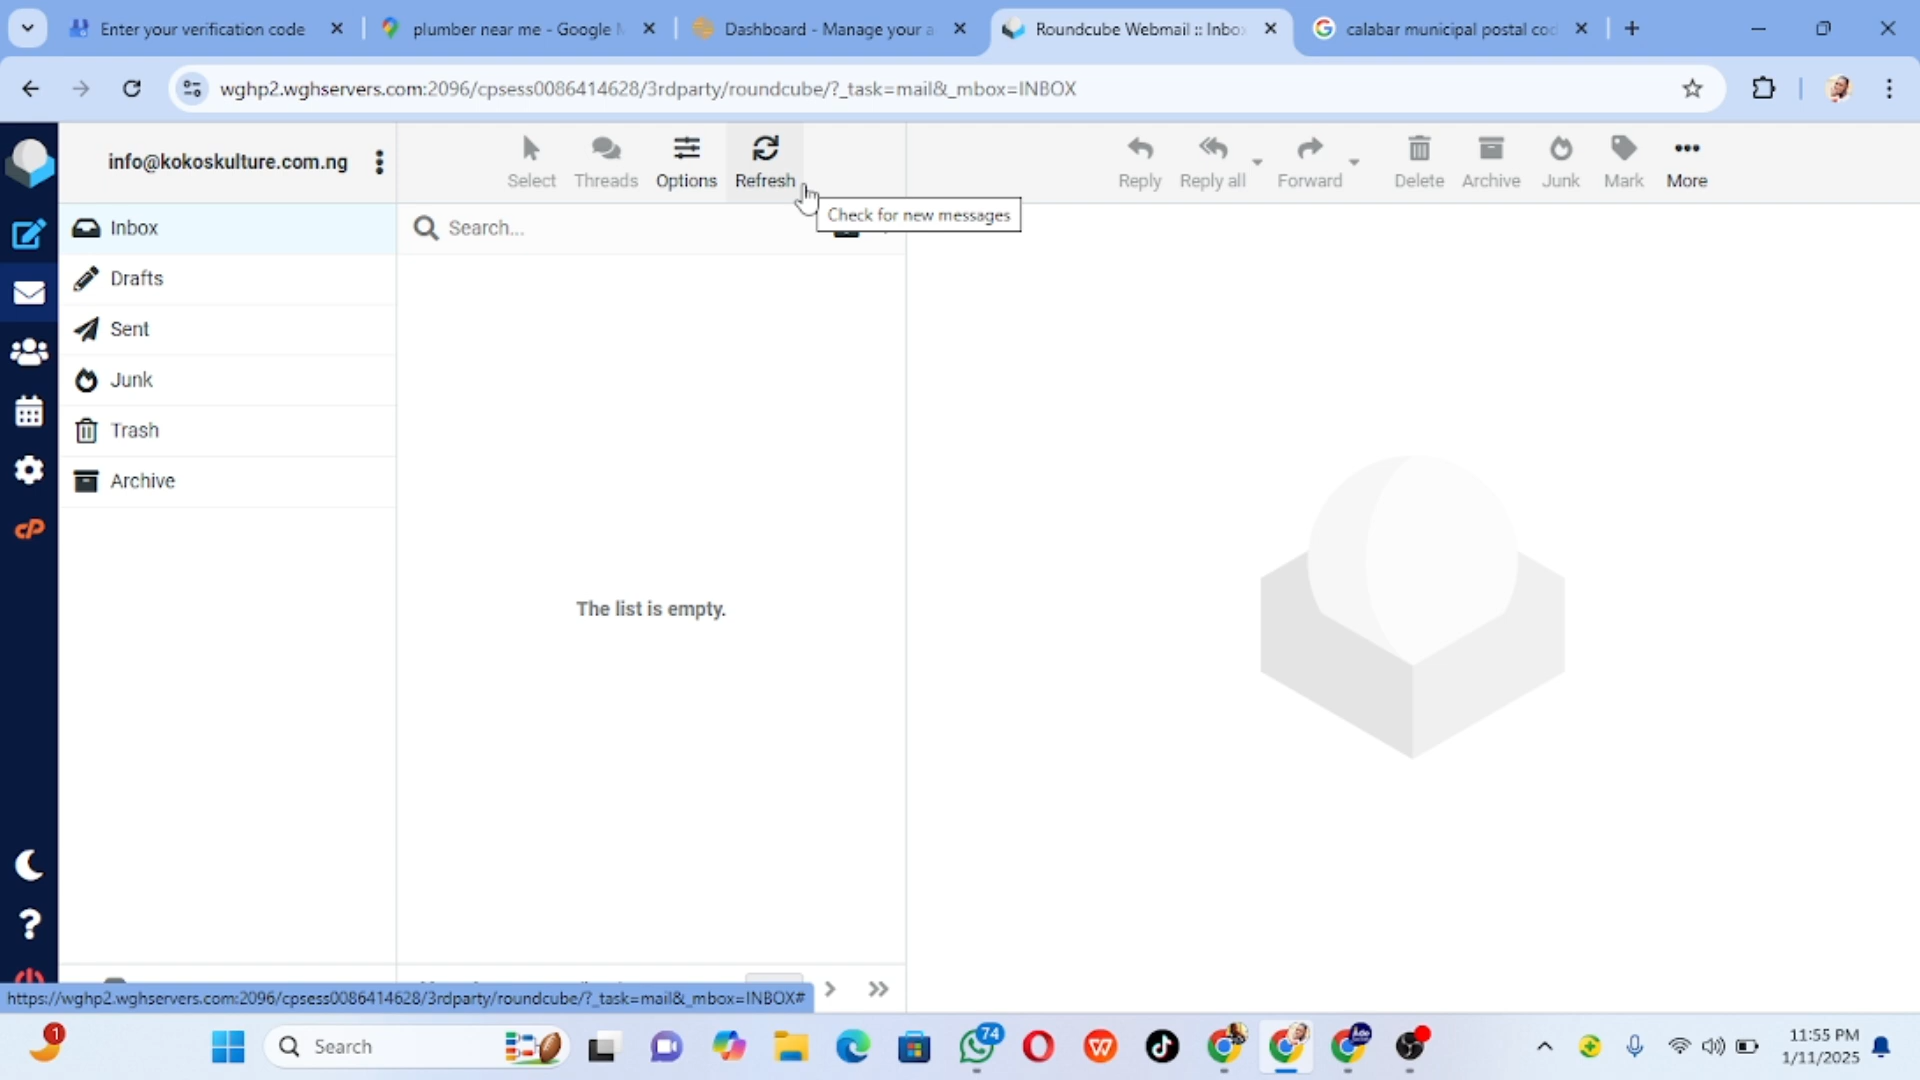 Enter your verification code
plumber near me - Google M
Dashboard - Manage your a
Roundcube Webmail :: Inbo
calabar municipal postal cod
wghp2.wghservers.com:2096/cpsess0086414628/3rdparty/roundcube/?_task=mail&_mbox=INBOX
info@kokoskulture.com.ng
Select
Threads
Options
Refresh
Reply
Reply all
Forward
Delete
Archive
Junk
Mark
More
Check for new messages
Inbox
Search...
Drafts
Sent
Junk
Trash
Archive
cP
The list is empty.
https://wghp2.wghservers.com:2096/cpsess0086414628/3rdparty/roundcube/?_task=mail&_mbox=INBOX#
1
Search
74
11:55 PM
1/11/2025